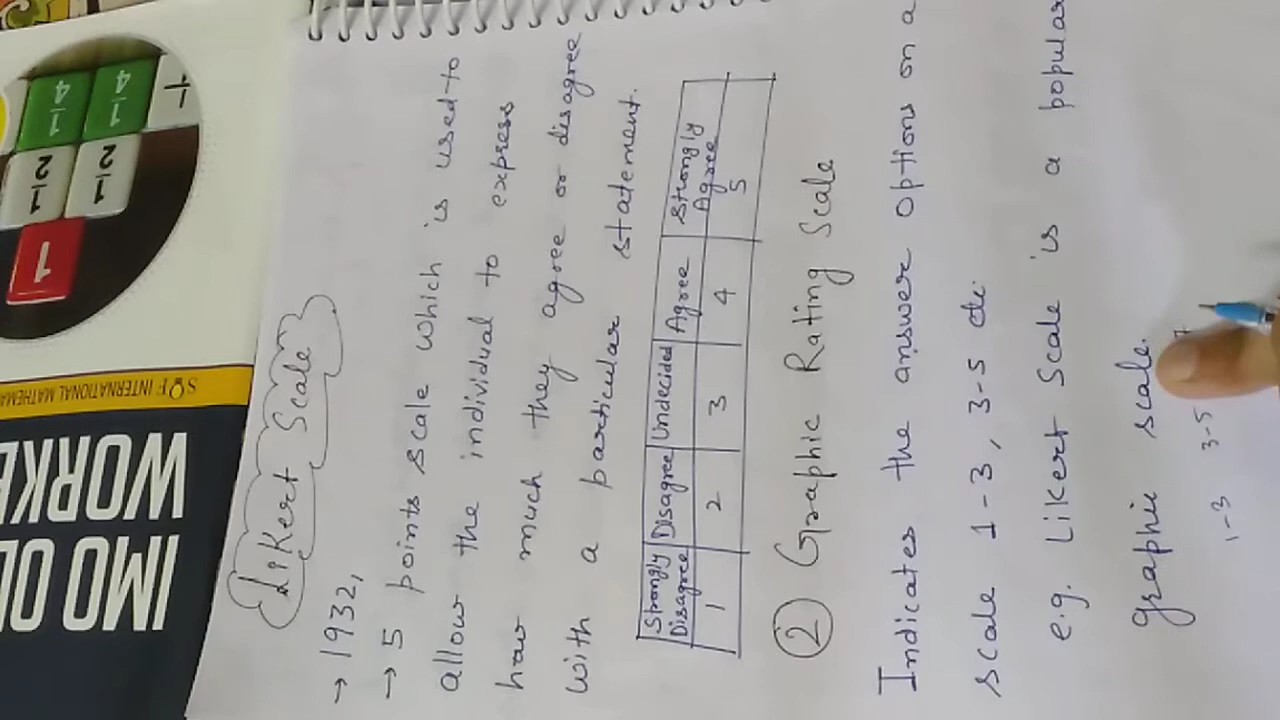 Likert Scale
→ 1932,
→ 5 points scale which is used to
allow the individual to express
how much they agree or disagree
with a particular statement.
Strongly Disagree | Disagree | Undecided | Agree | Strongly Agree
1 | 2 | 3 | 4 | 5
② Graphic Rating Scale
Indicates the answer options on a
scale 1-3, 3-5 etc.
e.g. Likert Scale is a popular
graphic scale.
1-3 3-5
SOF INTERNATIONAL MATHEMA
IMO OL
WORKB
1
1/2 1/2
1/4 1/4